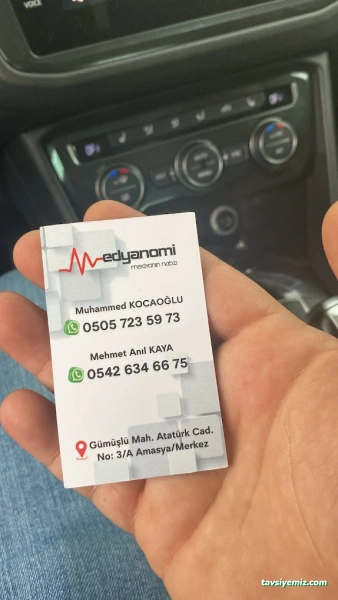 VOICE
Medyanomi
medyanın nabzı
Muhammed KOCAOĞLU
0505 723 59 73
Mehmet Anıl KAYA
0542 634 66 75
Gümüşlü Mah. Atatürk Cad.
No: 3/A Amasya/Merkez
tavsiyemiz.com